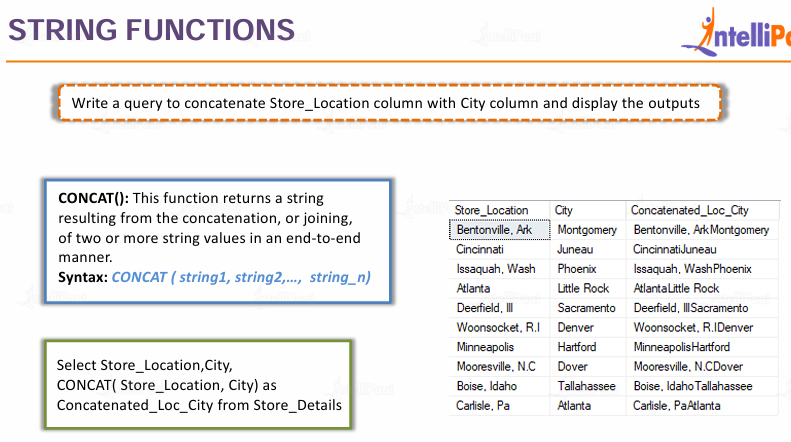 STRING FUNCTIONS
ntelliPa
Write a query to concatenate Store_Location column with City column and display the outputs
CONCAT(): This function returns a string
resulting from the concatenation, or joining,
of two or more string values in an end-to-end
manner.
Syntax: CONCAT ( string1, string2,…, string_n)
Select Store_Location,City,
CONCAT( Store_Location, City) as
Concatenated_Loc_City from Store_Details
Store_Location City Concatenated_Loc_City
Bentonville, Ark Montgomery Bentonville, ArkMontgomery
Cincinnati Juneau CincinnatiJuneau
Issaquah, Wash Phoenix Issaquah, WashPhoenix
Atlanta Little Rock AtlantaLittle Rock
Deerfield, Ill Sacramento Deerfield, IllSacramento
Woonsocket, R.I Denver Woonsocket, R.IDenver
Minneapolis Hartford MinneapolisHartford
Mooresville, N.C Dover Mooresville, N.CDover
Boise, Idaho Tallahassee Boise, IdahoTallahassee
Carlisle, Pa Atlanta Carlisle, PaAtlanta